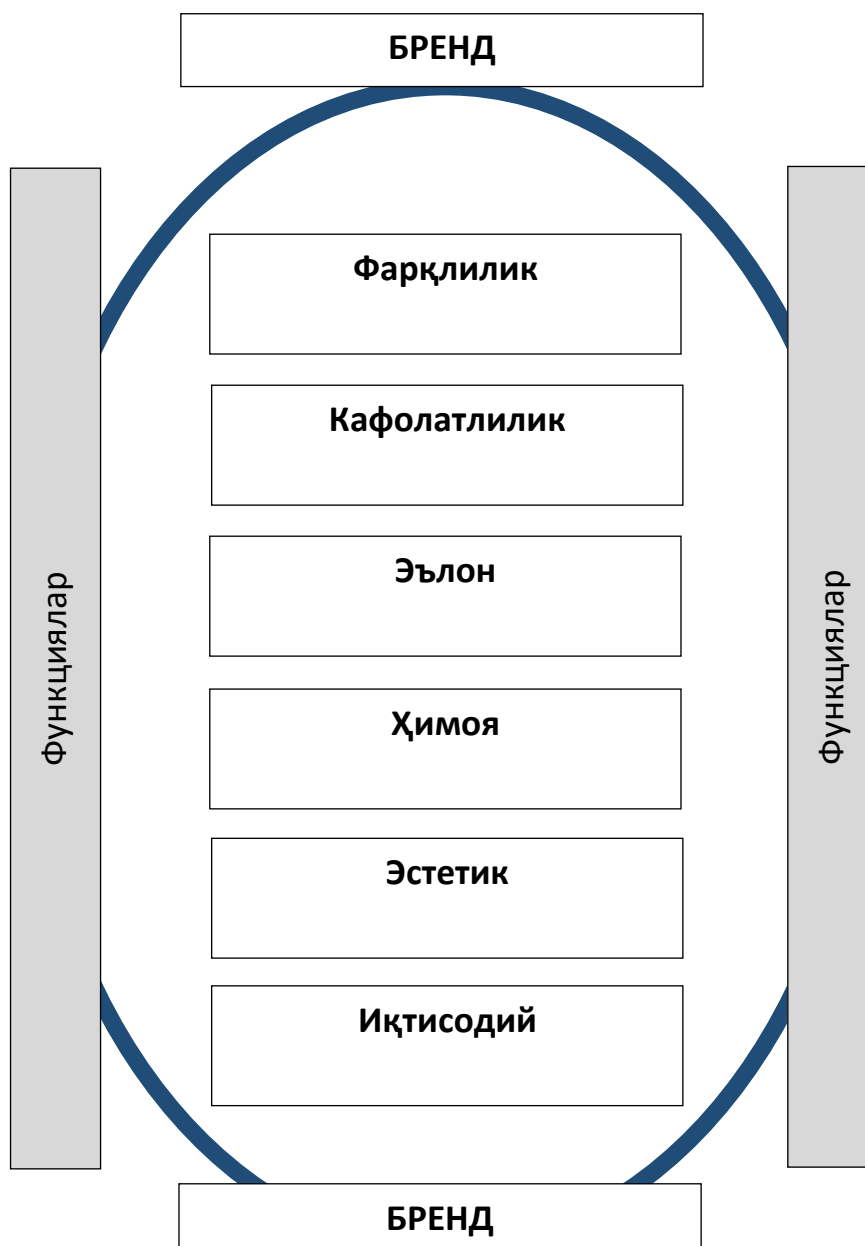 БРЕНД
Функциялар
Фарқлилик
Кафолатлилик
Эълон
Ҳимоя
Эстетик
Иқтисодий
Функциялар
БРЕНД